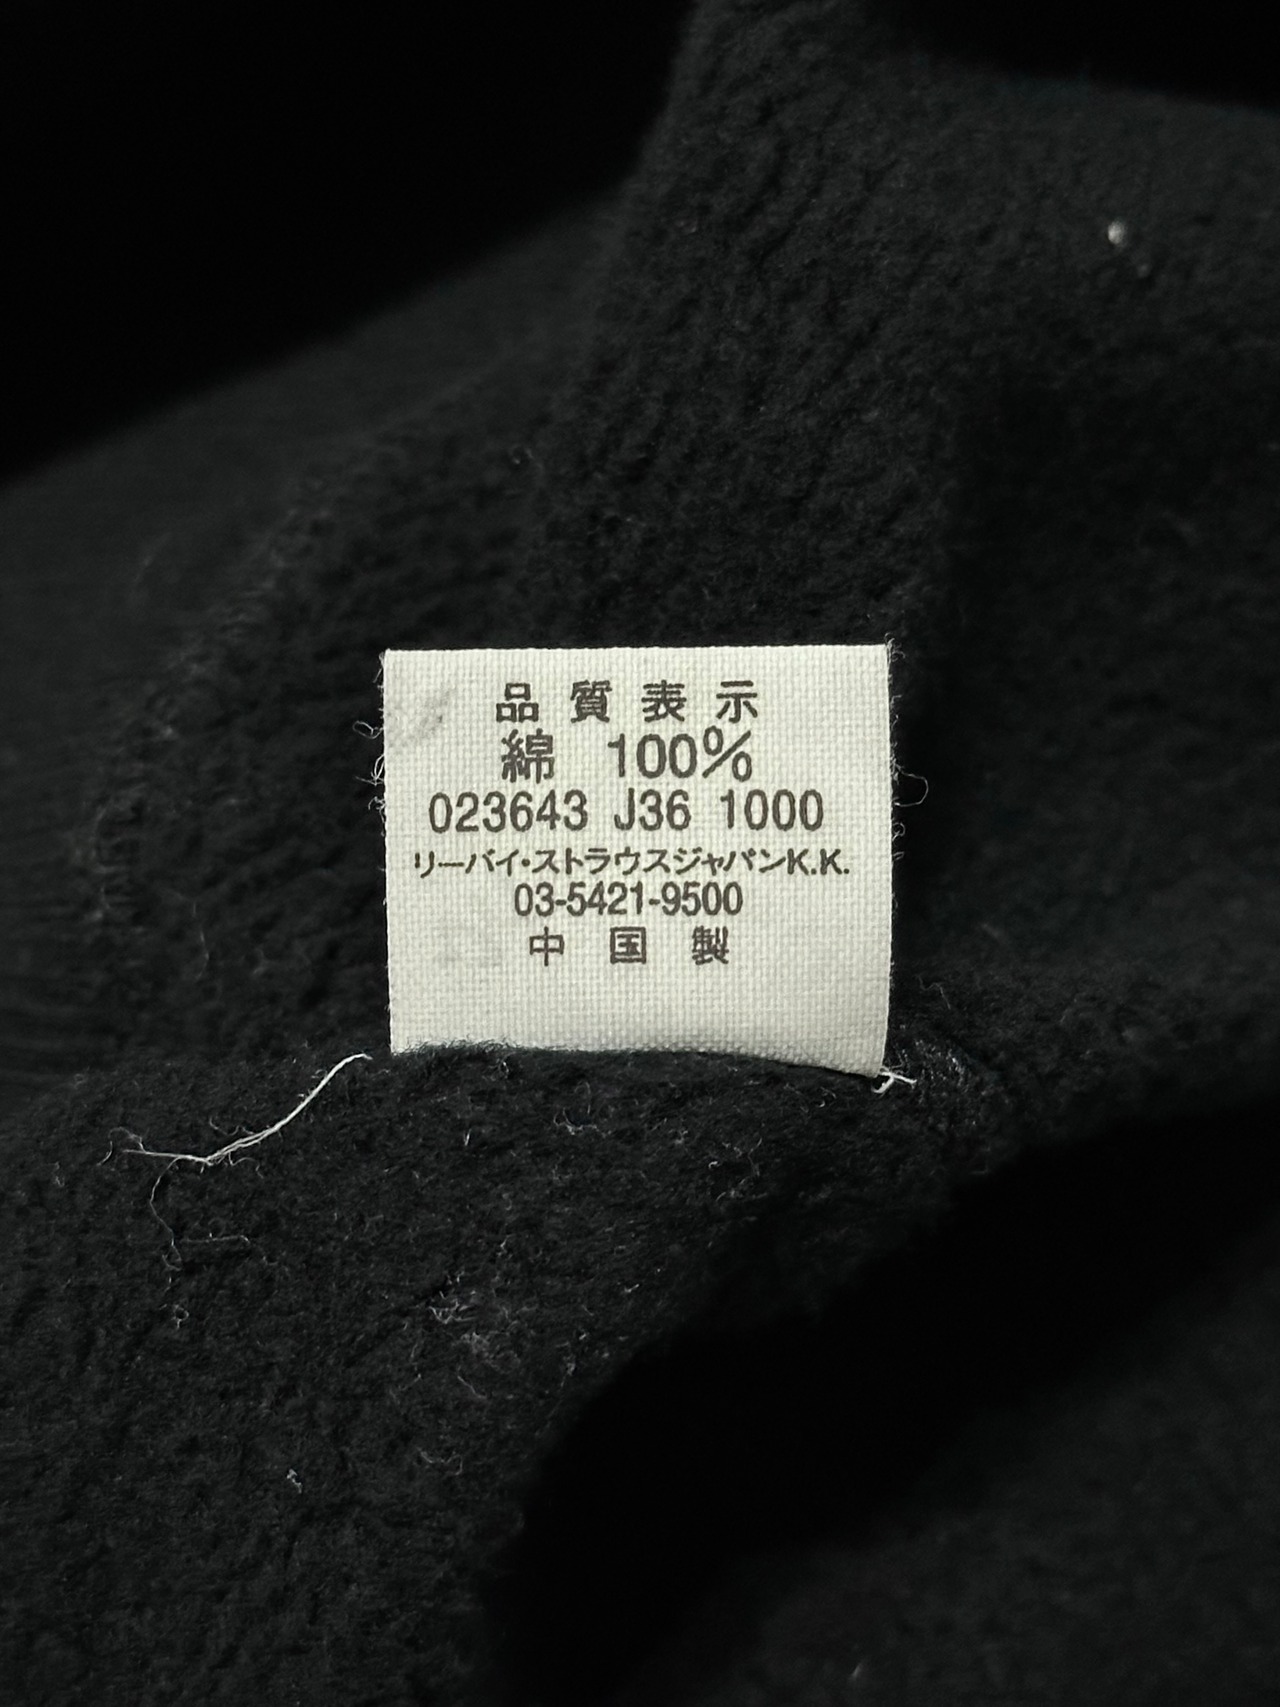 品質表示
綿 100%
023643 J36 1000
リーバイ・ストラウスジャパンK.K.
03-5421-9500
中国製